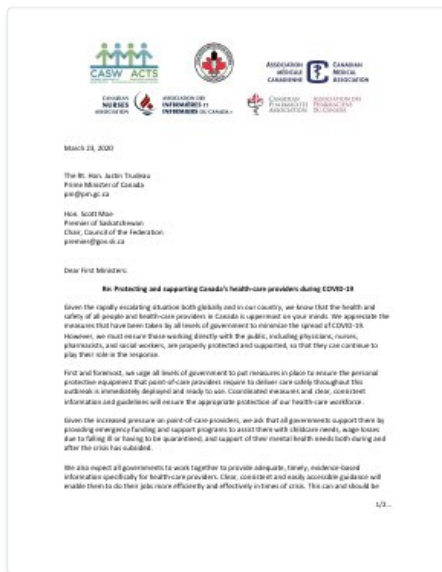 CASW ACTS
ASSOCIATION MÉDICALE CANADIENNE
CANADIAN MEDICAL ASSOCIATION
CANADIAN NURSES ASSOCIATION
ASSOCIATION DES INFIRMIÈRES ET INFIRMIERS DU CANADA
CANADIAN PHARMACISTS ASSOCIATION
ASSOCIATION DES PHARMACIENS DU CANADA
March 23, 2020
The Rt. Hon. Justin Trudeau
Prime Minister of Canada
pm@pm.gc.ca
Hon. Scott Moe
Premier of Saskatchewan
Chair, Council of the Federation
premier@gov.sk.ca
Dear First Ministers:
Re: Protecting and supporting Canada's health-care providers during COVID-19
Given the rapidly escalating situation both globally and in our country, we know that the health and
safety of all people and health-care providers in Canada is uppermost on your minds. We appreciate the
measures that have been taken by all levels of government to minimize the spread of COVID-19.
However, we must ensure those working directly with the public, including physicians, nurses,
pharmacists, and social workers, are properly protected and supported, so that they can continue to
play their role in the response.
First and foremost, we urge all levels of government to put measures in place to ensure the personal
protective equipment that point-of-care providers require to deliver care safely throughout this
outbreak is immediately deployed and ready to use. Coordinated measures and clear, consistent
information and guidelines will ensure the appropriate protection of our health-care workforce.
Given the increased pressure on point-of-care providers, we ask that all governments support them by
providing emergency funding and support programs to assist them with childcare needs, wage losses
due to falling ill or having to be quarantined, and support of their mental health needs both during and
after the crisis has subsided.
We also expect all governments to work together to provide adequate, timely, evidence-based
information specifically for health-care providers. Clear, consistent and easily accessible guidance will
enable them to do their jobs more efficiently and effectively in times of crisis. This can and should be
1/2...